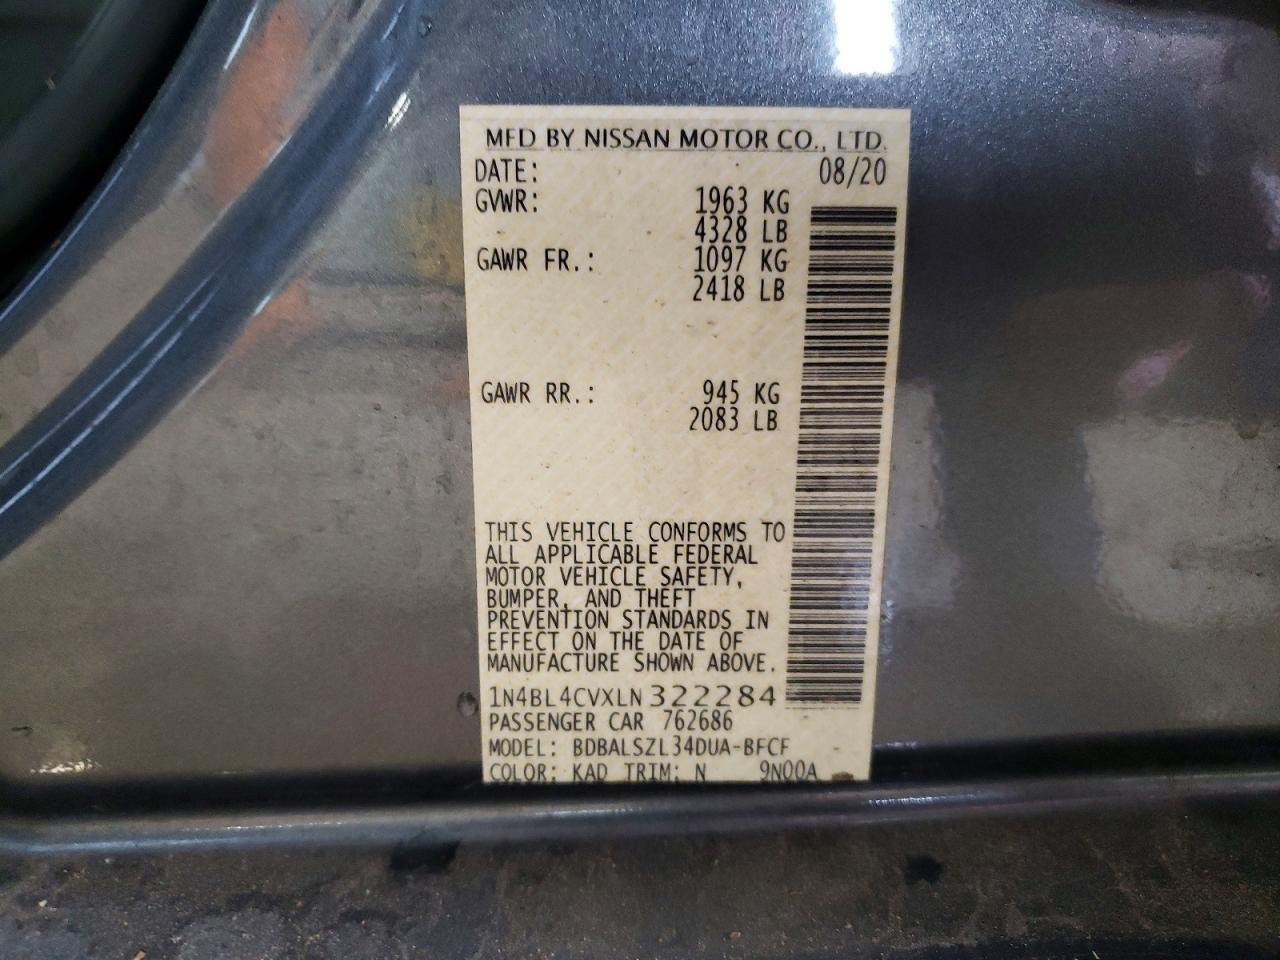 MFD BY NISSAN MOTOR CO., LTD.
DATE: 08/20
GVWR: 1963 KG
4328 LB
GAWR FR.: 1097 KG
2418 LB
GAWR RR.: 945 KG
2083 LB
THIS VEHICLE CONFORMS TO
ALL APPLICABLE FEDERAL
MOTOR VEHICLE SAFETY,
BUMPER, AND THEFT
PREVENTION STANDARDS IN
EFFECT ON THE DATE OF
MANUFACTURE SHOWN ABOVE.
1N4BL4CVXLN322284
PASSENGER CAR 762686
MODEL: BDBALSZL34DUA-BFCF
COLOR: KAD TRIM: N 9N00A